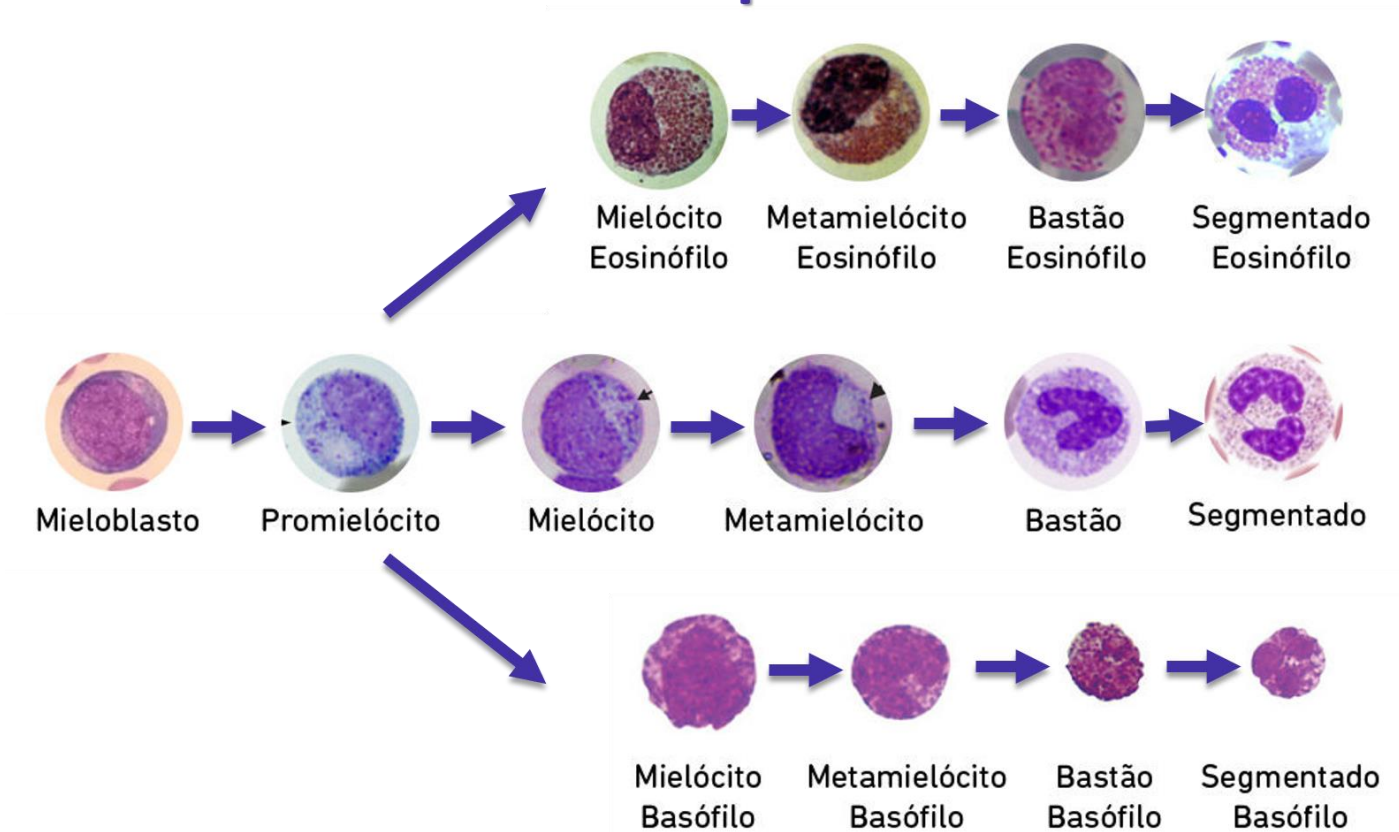 Mielócito
Eosinófilo
Metamielócito
Eosinófilo
Bastão
Eosinófilo
Segmentado
Eosinófilo
Mieloblasto
Promielócito
Mielócito
Metamielócito
Bastão
Segmentado
Mielócito
Basófilo
Metamielócito
Basófilo
Bastão
Basófilo
Segmentado
Basófilo